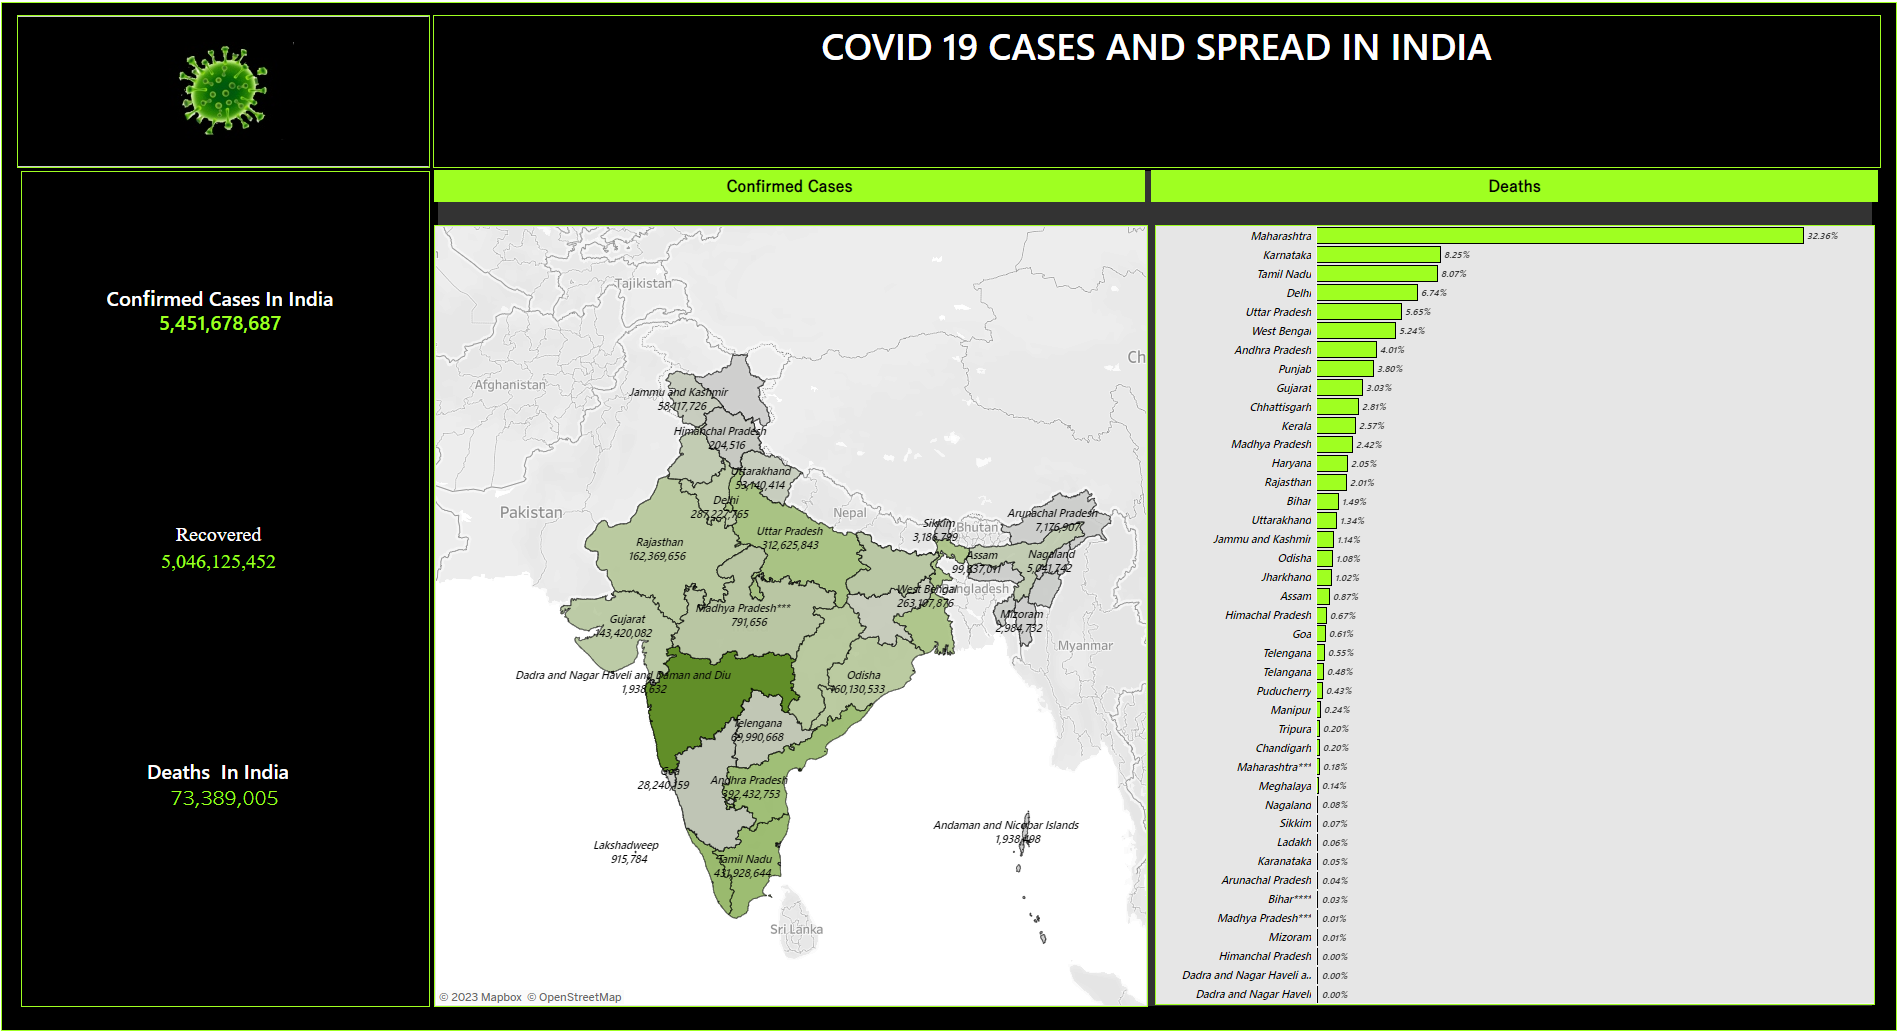 COVID 19 CASES AND SPREAD IN INDIA
Confirmed Cases In India
5,451,678,687
Recovered
5,046,125,452
Deaths In India
73,389,005
Confirmed Cases
Tajikistan
Afghanistan
Ch
Jammu and Kashmir
58,117,726
Himanchal Pradesh
204,516
Uttarakhand
53,140,414
Delhi
287,227,765
Pakistan
Nepal
Rajasthan
162,369,656
Uttar Pradesh
312,625,843
Sikkim
3,186,799
Bhutan
Arunachal Pradesh
7,176,907
Assam
99,837,011
Nagaland
5,041,742
West Bengal
263,107,876
Bangladesh
Madhya Pradesh***
791,656
Gujarat
143,420,082
Mizoram
2,984,732
Myanmar
Dadra and Nagar Haveli and Daman and Diu
1,938,632
Odisha
160,130,533
Telengana
69,990,668
Goa
28,240,159
Andhra Pradesh
392,432,753
Andaman and Nicobar Islands
1,938,498
Lakshadweep
915,784
Tamil Nadu
431,928,644
Sri Lanka
© 2023 Mapbox © OpenStreetMap
Deaths
Maharashtra 32.36%
Karnataka 8.25%
Tamil Nadu 8.07%
Delhi 6.74%
Uttar Pradesh 5.65%
West Bengal 5.24%
Andhra Pradesh 4.01%
Punjab 3.80%
Gujarat 3.03%
Chhattisgarh 2.81%
Kerala 2.57%
Madhya Pradesh 2.42%
Haryana 2.05%
Rajasthan 2.01%
Bihar 1.49%
Uttarakhand 1.34%
Jammu and Kashmir 1.14%
Odisha 1.08%
Jharkhand 1.02%
Assam 0.87%
Himachal Pradesh 0.67%
Goa 0.61%
Telengana 0.55%
Telangana 0.48%
Puducherry 0.43%
Manipur 0.24%
Tripura 0.20%
Chandigarh 0.20%
Maharashtra*** 0.18%
Meghalaya 0.14%
Nagaland 0.08%
Sikkim 0.07%
Ladakh 0.06%
Karanataka 0.05%
Arunachal Pradesh 0.04%
Bihar**** 0.03%
Madhya Pradesh*** 0.01%
Mizoram 0.01%
Himanchal Pradesh 0.00%
Dadra and Nagar Haveli a.. 0.00%
Dadra and Nagar Haveli 0.00%